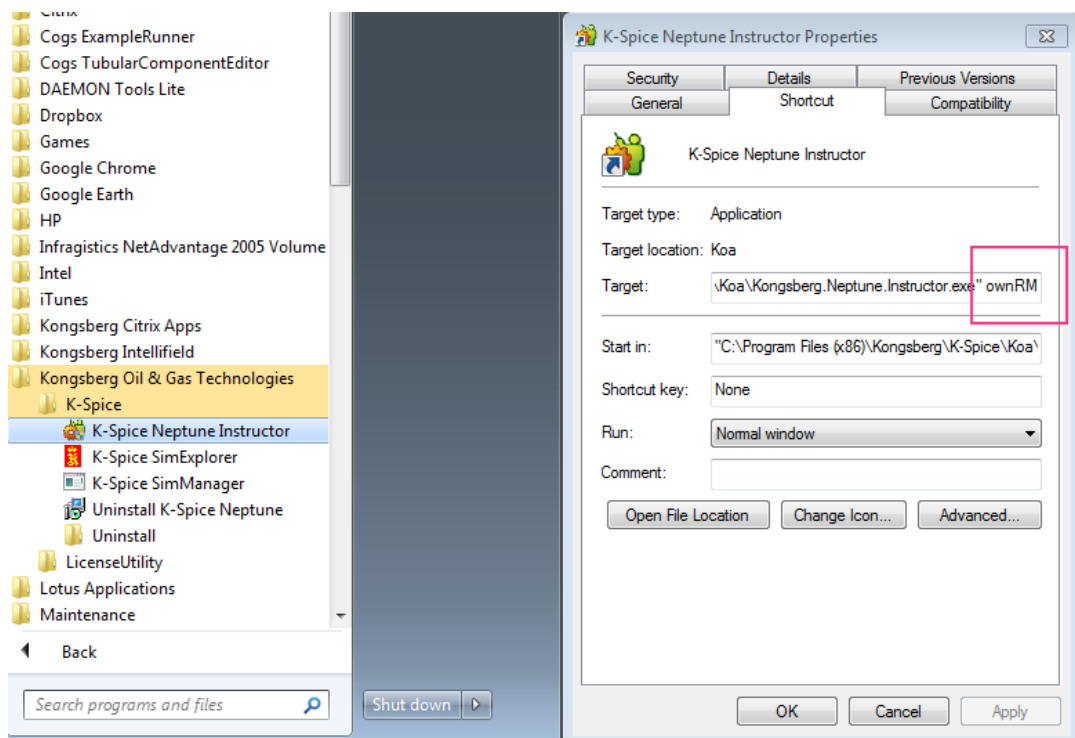 Citrix
Cogs ExampleRunner
Cogs TubularComponentEditor
DAEMON Tools Lite
Dropbox
Games
Google Chrome
Google Earth
HP
Infragistics NetAdvantage 2005 Volume
Intel
iTunes
Kongsberg Citrix Apps
Kongsberg Intellifield
Kongsberg Oil & Gas Technologies
K-Spice
K-Spice Neptune Instructor
K-Spice SimExplorer
K-Spice SimManager
Uninstall K-Spice Neptune
Uninstall
LicenseUtility
Lotus Applications
Maintenance
Back
Search programs and files
Shut down
K-Spice Neptune Instructor Properties
Security Details Previous Versions
General Shortcut Compatibility
K-Spice Neptune Instructor
Target type: Application
Target location: Koa
Target: \Koa\Kongsberg.Neptune.Instructor.exe" ownRM
Start in: "C:\Program Files (x86)\Kongsberg\K-Spice\Koa\
Shortcut key: None
Run: Normal window
Comment:
Open File Location Change Icon... Advanced...
OK Cancel Apply